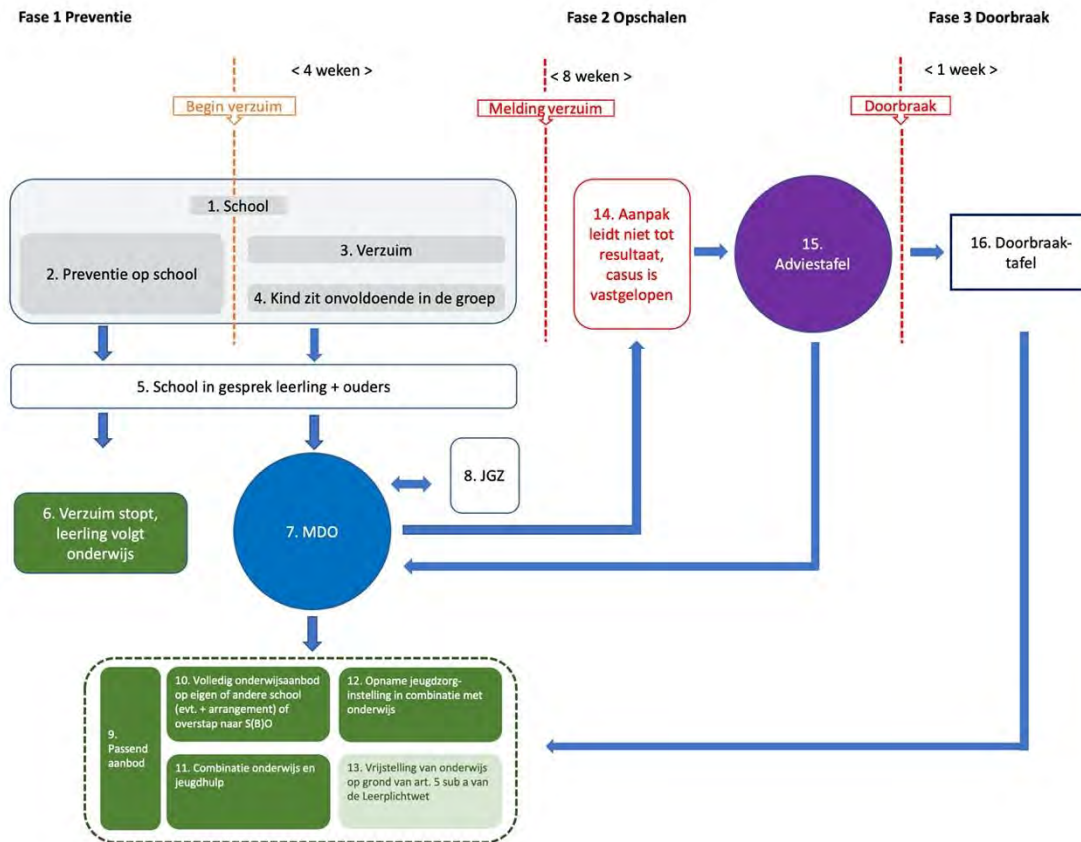 Fase 1 Preventie
Fase 2 Opschalen
Fase 3 Doorbraak
< 4 weken >
< 8 weken >
< 1 week >
Begin verzuim
Melding verzuim
Doorbraak
1. School
2. Preventie op school
3. Verzuim
4. Kind zit onvoldoende in de groep
14. Aanpak
leidt niet tot
resultaat,
casus is
vastgelopen
15.
Adviestafel
16. Doorbraak-
tafel
5. School in gesprek leerling + ouders
6. Verzuim stopt,
leerling volgt
onderwijs
7. MDO
8. JGZ
9.
Passend
aanbod
10. Volledig onderwijsaanbod
op eigen of andere school
(evt. + arrangement) of
overstap naar S(B)O
12. Opname jeugdzorg-
instelling in combinatie met
onderwijs
11. Combinatie onderwijs en
jeugdhulp
13. Vrijstelling van onderwijs
op grond van art. 5 sub a van
de Leerplichtwet